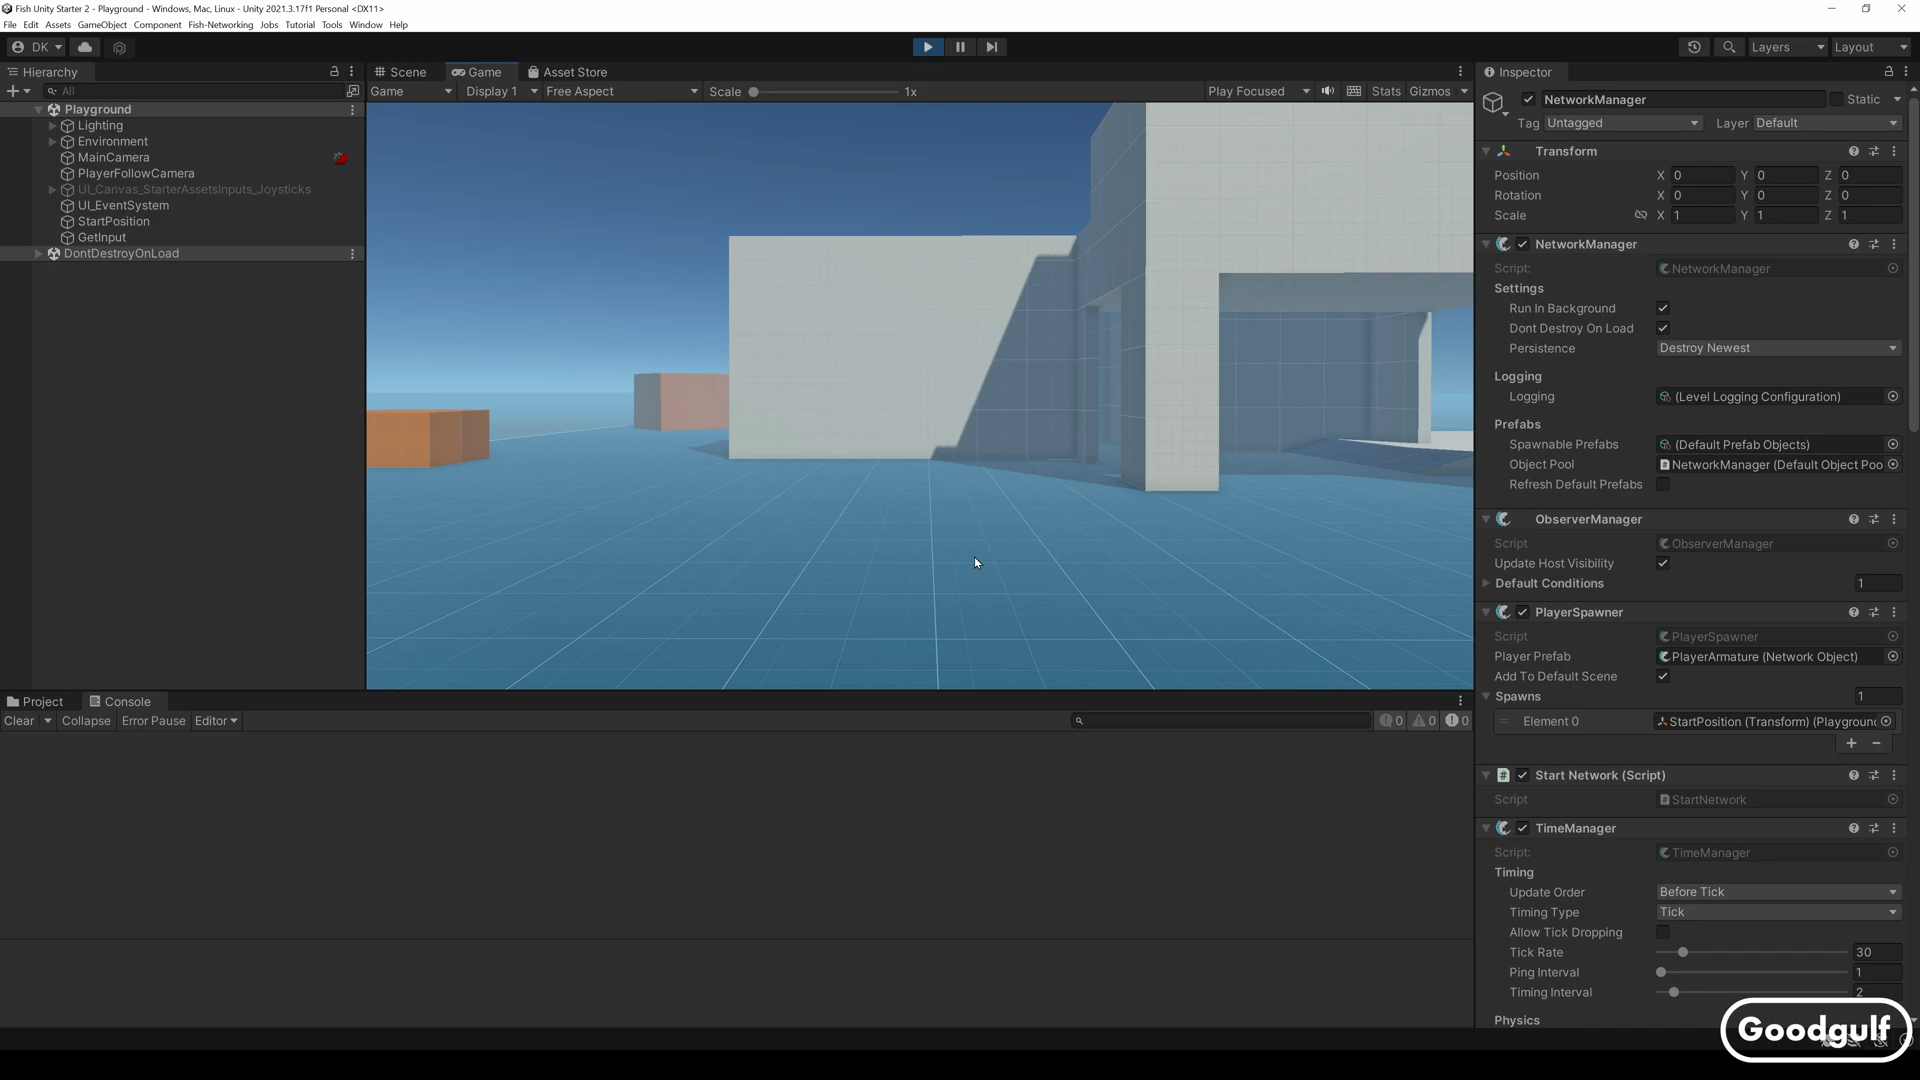 Fish Unity Starter 2 - Playground - Windows, Mac, Linux - Unity 2021.3.17f1 Personal <DX11>
File Edit Assets GameObject Component Fish-Networking Jobs Tutorial Tools Window Help
DK
Layers Layout
Hierarchy
All
Playground
Lighting
Environment
MainCamera
PlayerFollowCamera
UI_Canvas_StarterAssetsInputs_Joysticks
UI_EventSystem
StartPosition
GetInput
DontDestroyOnLoad
Scene Game Asset Store
Game Display 1 Free Aspect Scale 1x Play Focused Stats Gizmos
Project Console
Clear Collapse Error Pause Editor
0 0 0
Inspector
NetworkManager Static
Tag Untagged Layer Default
Transform
Position X 0 Y 0 Z 0
Rotation X 0 Y 0 Z 0
Scale X 1 Y 1 Z 1
NetworkManager
Script: NetworkManager
Settings
Run In Background
Dont Destroy On Load
Persistence Destroy Newest
Logging
Logging (Level Logging Configuration)
Prefabs
Spawnable Prefabs (Default Prefab Objects)
Object Pool NetworkManager (Default Object Poo
Refresh Default Prefabs
ObserverManager
Script ObserverManager
Update Host Visibility
Default Conditions 1
PlayerSpawner
Script PlayerSpawner
Player Prefab PlayerArmature (Network Object)
Add To Default Scene
Spawns 1
Element 0 StartPosition (Transform) (Playground
Start Network (Script)
Script StartNetwork
TimeManager
Script: TimeManager
Timing
Update Order Before Tick
Timing Type Tick
Allow Tick Dropping
Tick Rate 30
Ping Interval 1
Timing Interval 2
Physics
Goodgulf